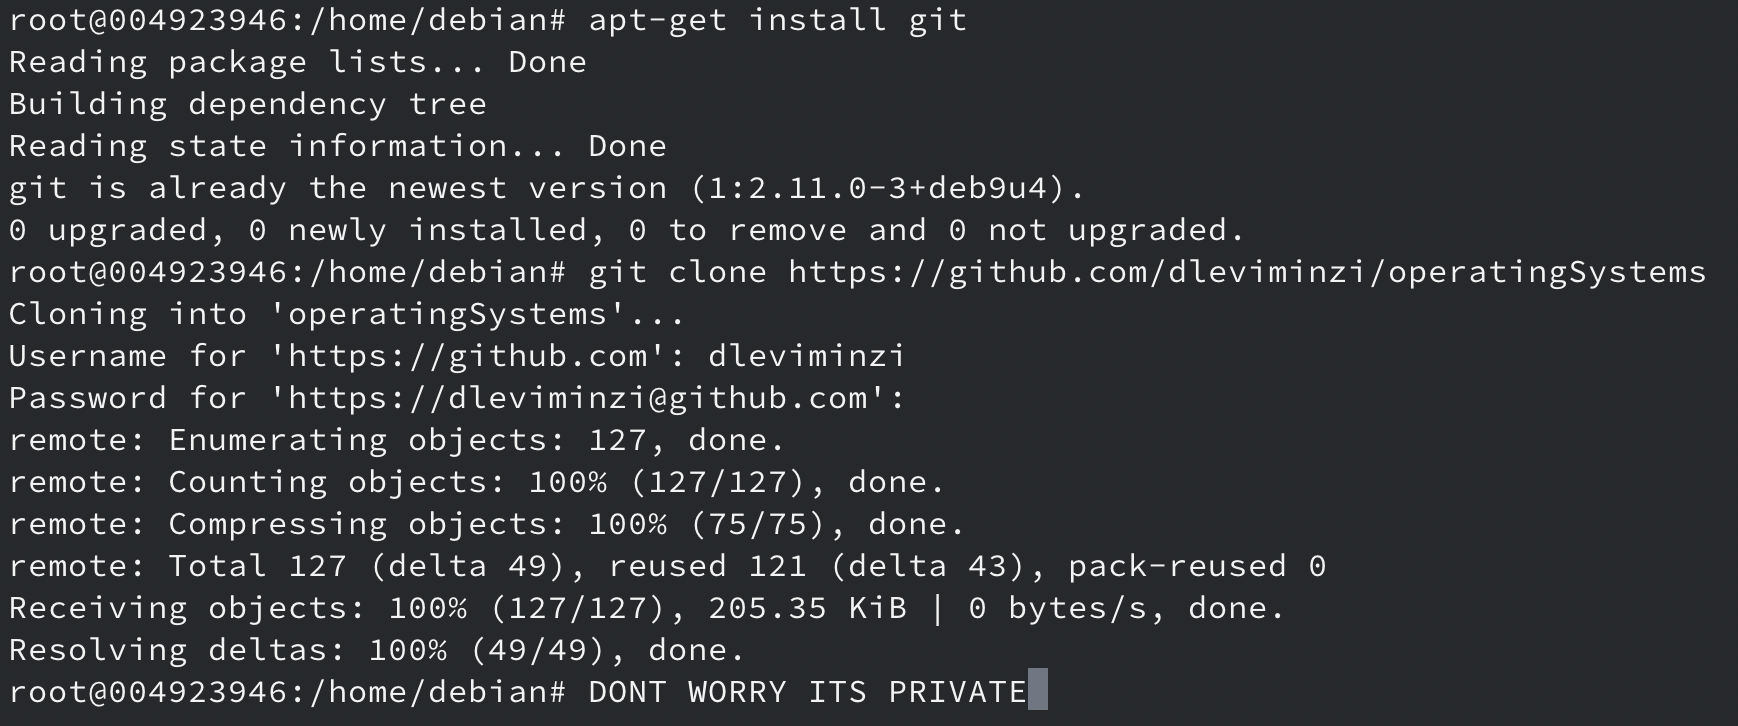 root@004923946:/home/debian# apt-get install git
Reading package lists... Done
Building dependency tree
Reading state information... Done
git is already the newest version (1:2.11.0-3+deb9u4).
0 upgraded, 0 newly installed, 0 to remove and 0 not upgraded.
root@004923946:/home/debian# git clone https://github.com/dleviminzi/operatingSystems
Cloning into 'operatingSystems'...
Username for 'https://github.com': dleviminzi
Password for 'https://dleviminzi@github.com':
remote: Enumerating objects: 127, done.
remote: Counting objects: 100% (127/127), done.
remote: Compressing objects: 100% (75/75), done.
remote: Total 127 (delta 49), reused 121 (delta 43), pack-reused 0
Receiving objects: 100% (127/127), 205.35 KiB | 0 bytes/s, done.
Resolving deltas: 100% (49/49), done.
root@004923946:/home/debian# DONT WORRY ITS PRIVATE